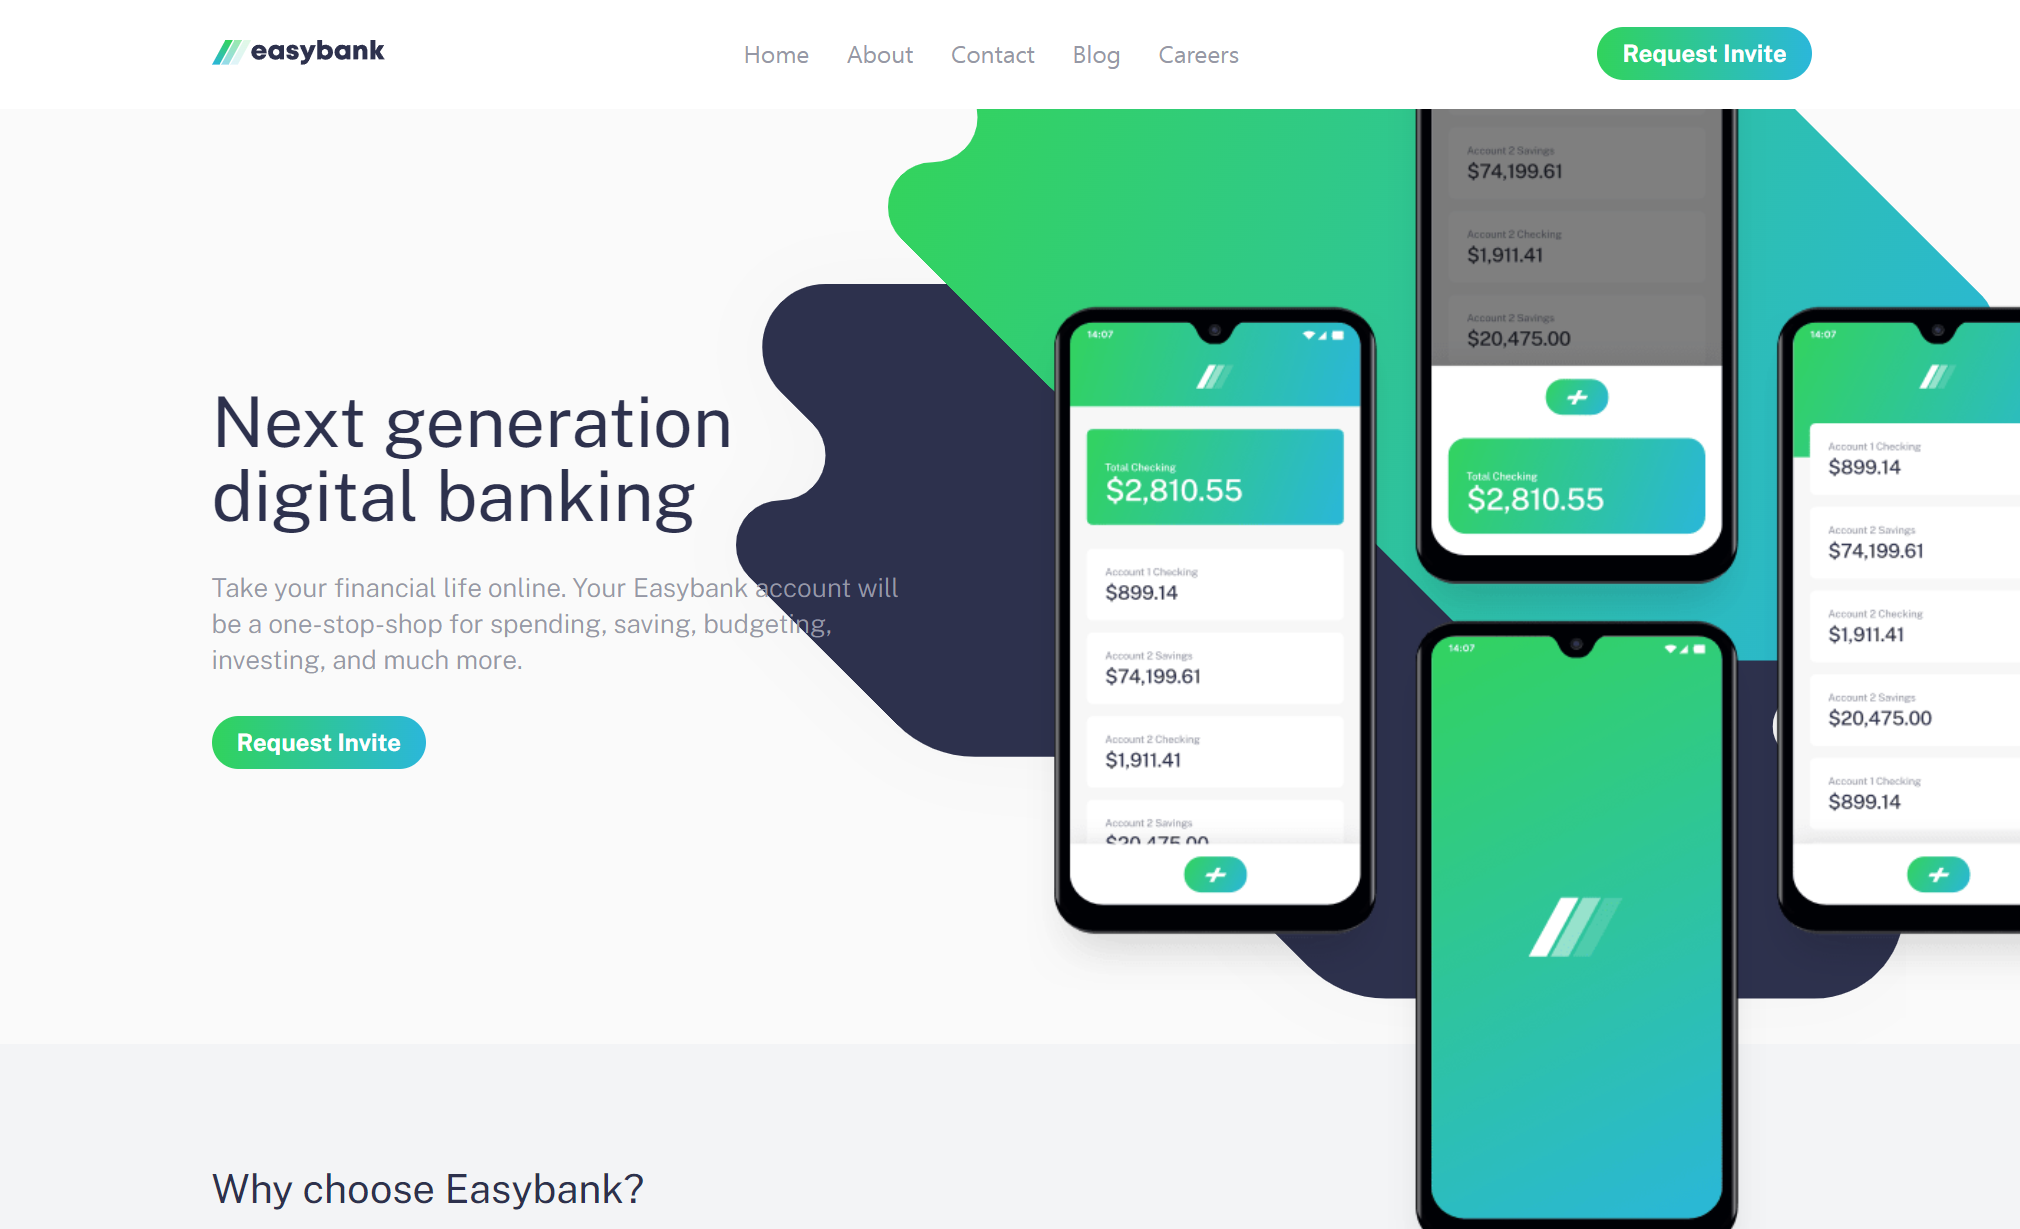 easybank
Home About Contact Blog Careers
Request Invite
Next generation
digital banking
Take your financial life online. Your Easybank account will
be a one-stop-shop for spending, saving, budgeting,
investing, and much more.
Request Invite
14:07
Total Checking
$2,810.55
Account 1 Checking
$899.14
Account 2 Savings
$74,199.61
Account 2 Checking
$1,911.41
Account 2 Savings
$20,475.00
Account 2 Savings
$74,199.61
Account 2 Checking
$1,911.41
Account 2 Savings
$20,475.00
Total Checking
$2,810.55
14:07
14:07
Account 1 Checking
$899.14
Account 2 Savings
$74,199.61
Account 2 Checking
$1,911.41
Account 2 Savings
$20,475.00
Account 1 Checking
$899.14
Why choose Easybank?